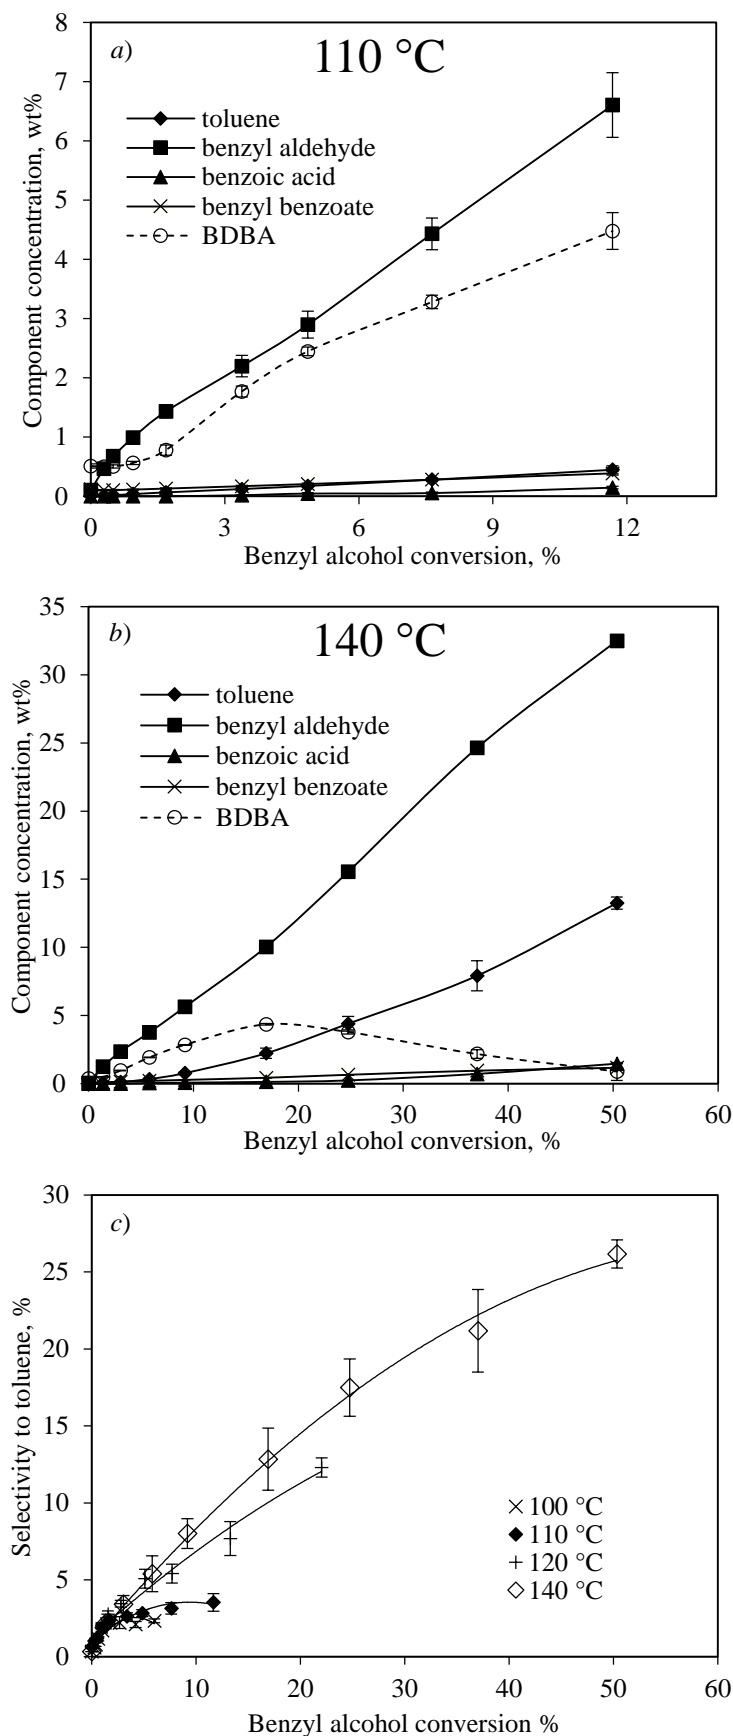 a)
110 °C
8
7
6
5
4
3
2
1
0
Component concentration, wt%
toluene
benzyl aldehyde
benzoic acid
benzyl benzoate
BDBA
0 3 6 9 12
Benzyl alcohol conversion, %
b)
140 °C
35
30
25
20
15
10
5
0
Component concentration, wt%
toluene
benzyl aldehyde
benzoic acid
benzyl benzoate
BDBA
0 10 20 30 40 50 60
Benzyl alcohol conversion, %
c)
30
25
20
15
10
5
0
Selectivity to toluene, %
100 °C
110 °C
120 °C
140 °C
0 10 20 30 40 50 60
Benzyl alcohol conversion %